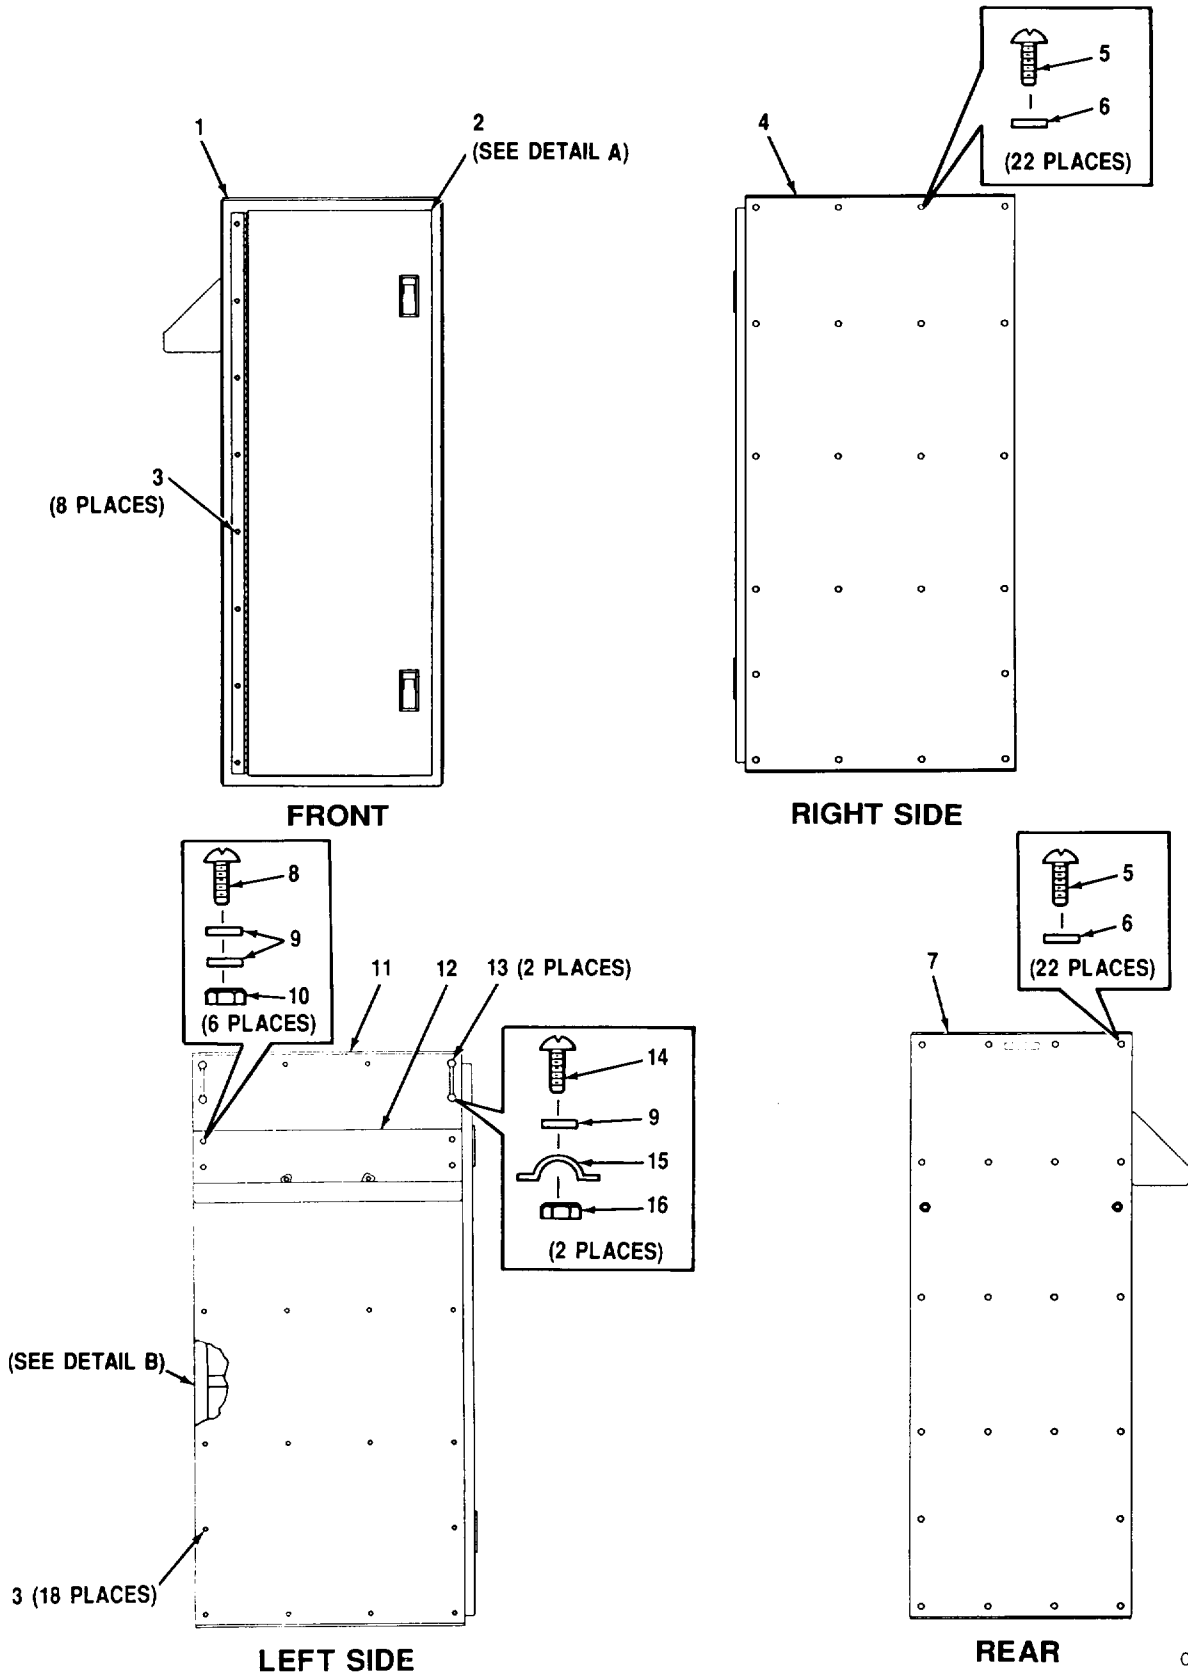 1
2
(SEE DETAIL A)
3
(8 PLACES)
FRONT
4
5
6
(22 PLACES)
RIGHT SIDE
8
9
10
(6 PLACES)
11
12
13 (2 PLACES)
14
9
15
16
(2 PLACES)
(SEE DETAIL B)
3 (18 PLACES)
LEFT SIDE
5
6
(22 PLACES)
7
REAR